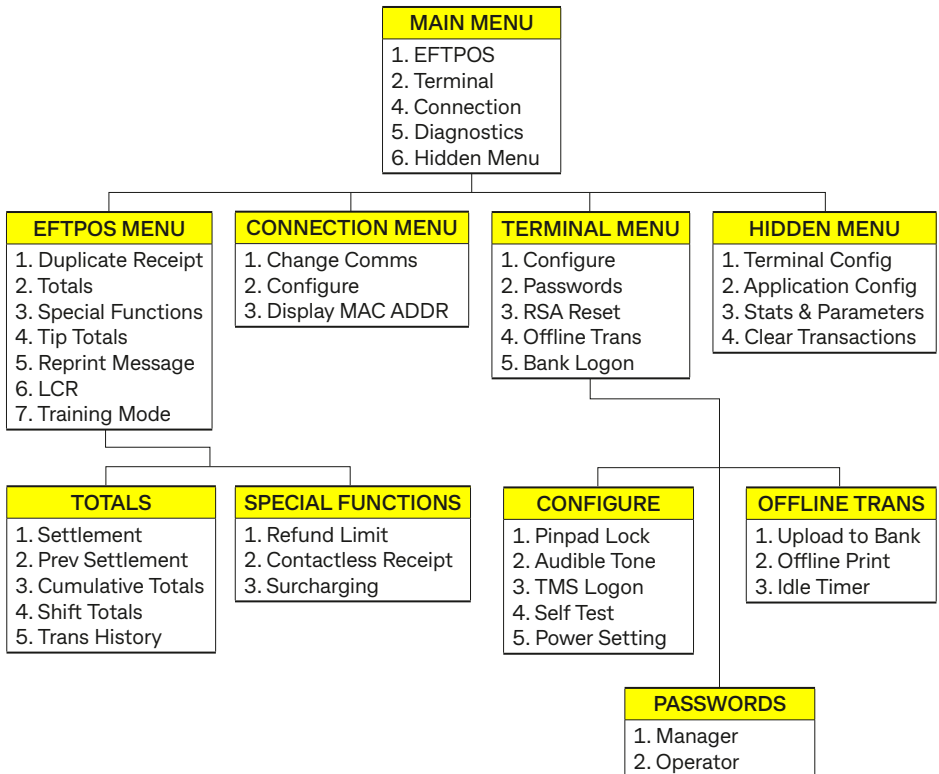 MAIN MENU
1. EFTPOS
2. Terminal
4. Connection
5. Diagnostics
6. Hidden Menu
EFTPOS MENU
1. Duplicate Receipt
2. Totals
3. Special Functions
4. Tip Totals
5. Reprint Message
6. LCR
7. Training Mode
CONNECTION MENU
1. Change Comms
2. Configure
3. Display MAC ADDR
TERMINAL MENU
1. Configure
2. Passwords
3. RSA Reset
4. Offline Trans
5. Bank Logon
HIDDEN MENU
1. Terminal Config
2. Application Config
3. Stats & Parameters
4. Clear Transactions
TOTALS
1. Settlement
2. Prev Settlement
3. Cumulative Totals
4. Shift Totals
5. Trans History
SPECIAL FUNCTIONS
1. Refund Limit
2. Contactless Receipt
3. Surcharging
CONFIGURE
1. Pinpad Lock
2. Audible Tone
3. TMS Logon
4. Self Test
5. Power Setting
OFFLINE TRANS
1. Upload to Bank
2. Offline Print
3. Idle Timer
PASSWORDS
1. Manager
2. Operator